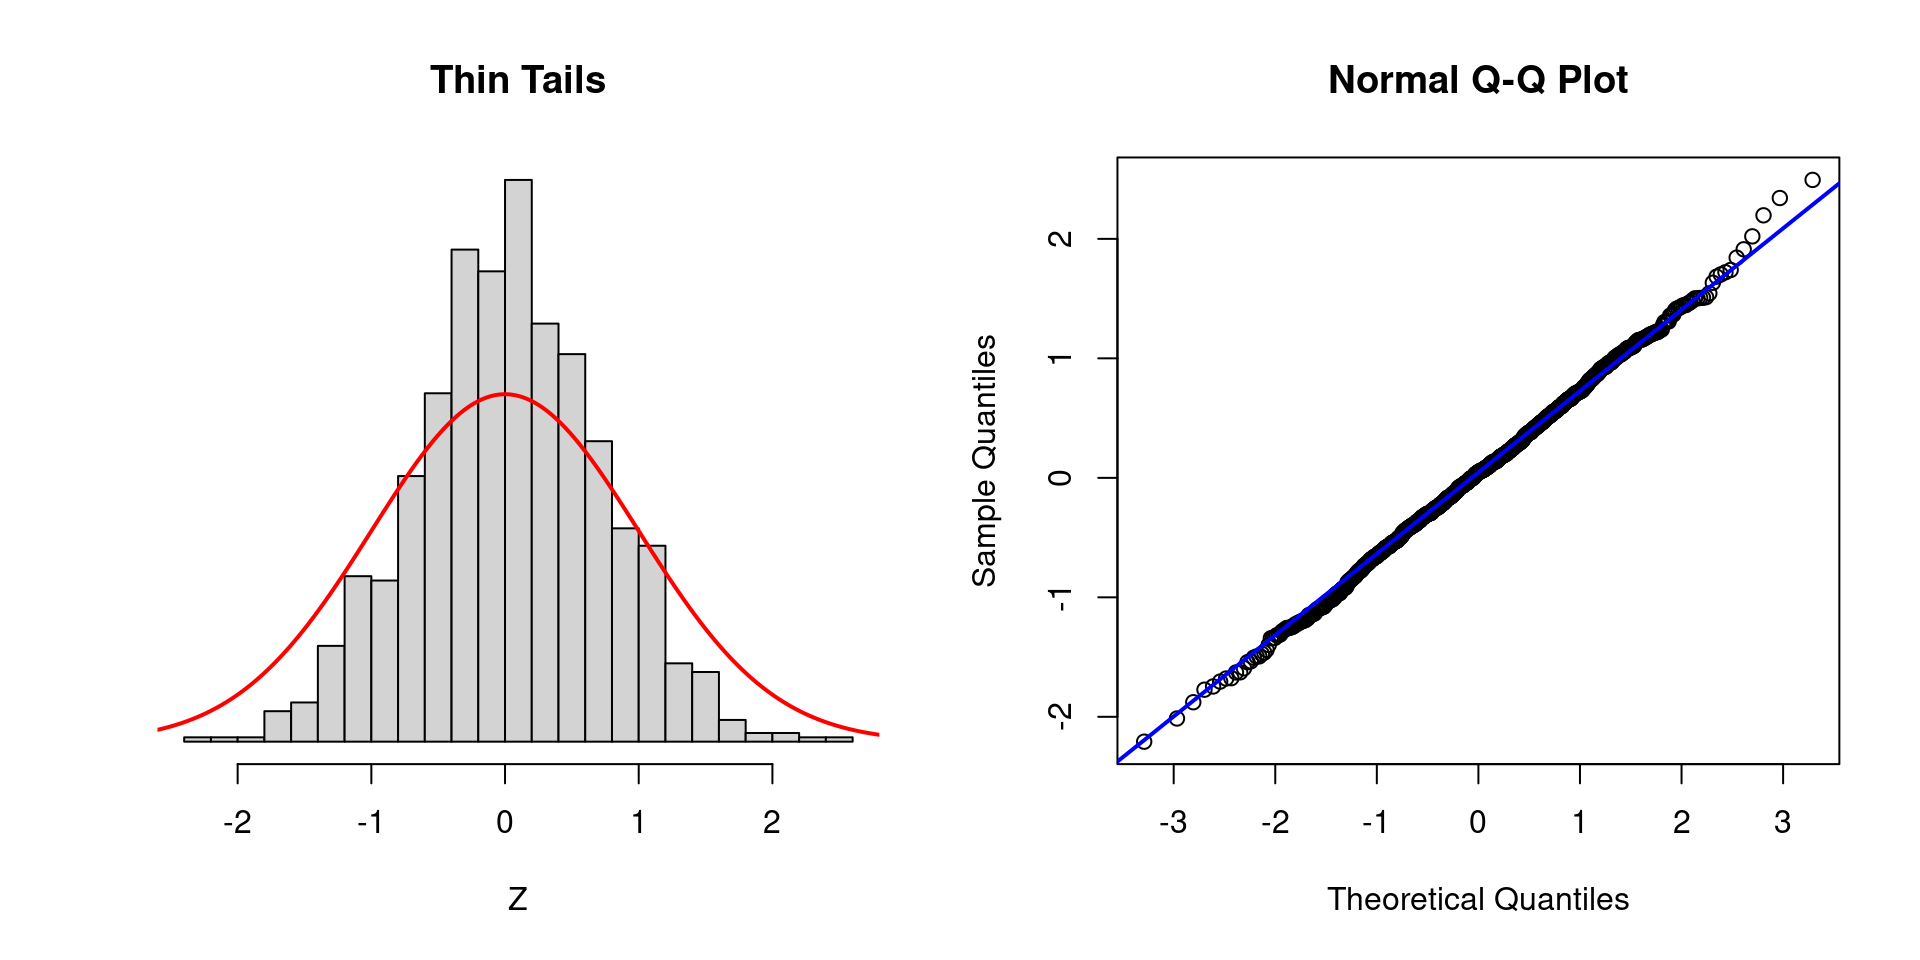 Thin Tails
-2 -1 0 1 2
Z
Normal Q-Q Plot
Sample Quantiles
2
1
0
-1
-2
-3 -2 -1 0 1 2 3
Theoretical Quantiles